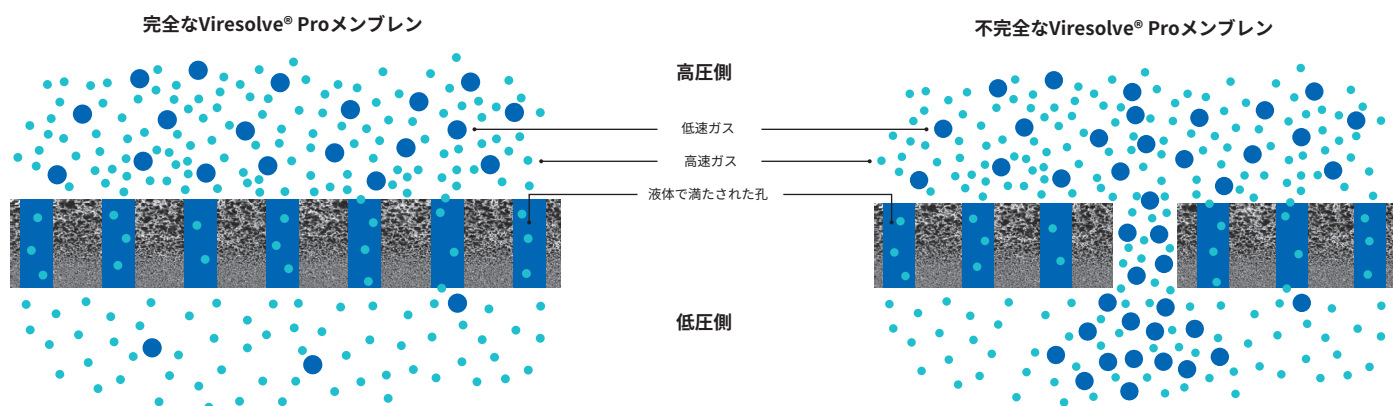 完全なViresolve® Proメンブレン
不完全なViresolve® Proメンブレン
高圧側
低速ガス
高速ガス
液体で満たされた孔
低圧側